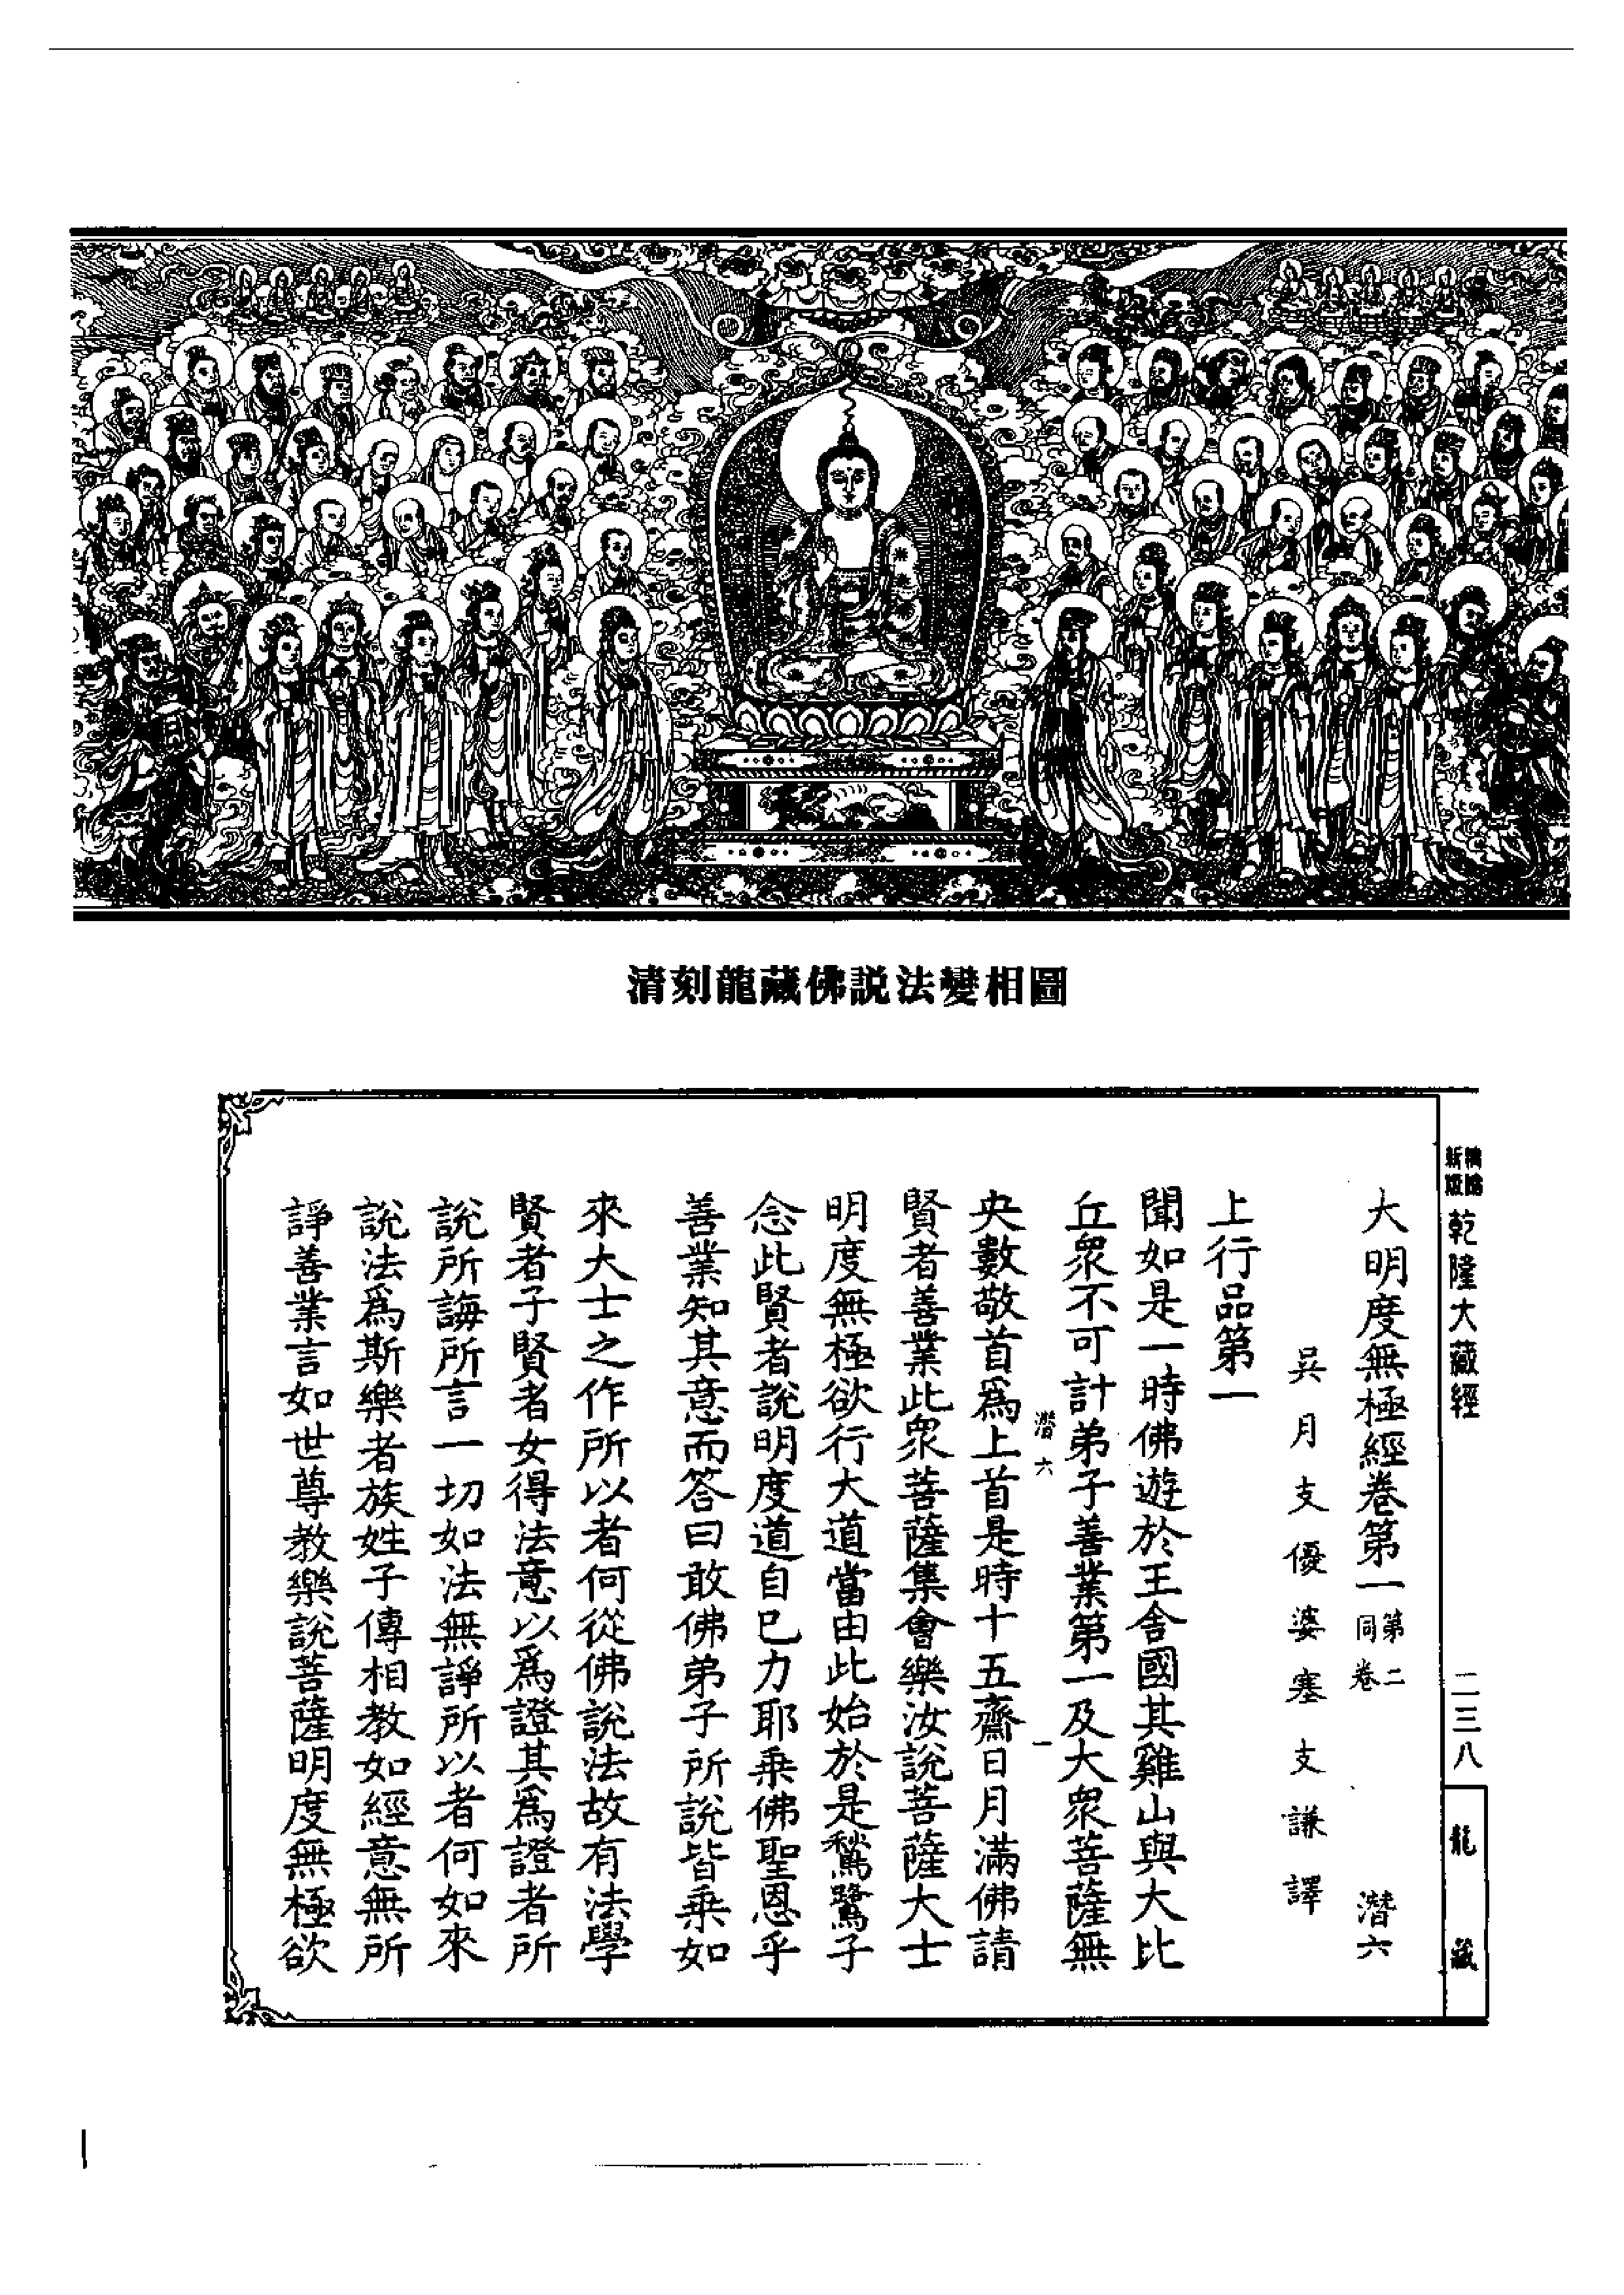 清刻龍藏佛説法變相圖
新版 精縮 乾隆大藏經
二三八
龍藏
大明度無極經卷第一 第二同卷 潛六
吳月支優婆塞支謙譯
上行品第一
聞如是一時佛遊於王舍國其雞山與大比
丘衆不可計弟子善業第一及大衆菩薩無
潛六 一
央數敬首爲上首是時十五齋日月滿佛請
賢者善業此衆菩薩集會樂汝說菩薩大士
明度無極欲行大道當由此始於是鶖鷺子
念此賢者說明度道自已力耶乘佛聖恩乎
善業知其意而答曰敢佛弟子所說皆乘如
來大士之作所以者何從佛說法故有法學
賢者子賢者女得法意以爲證其爲證者所
說所誨所言一切如法無諍所以者何如來
說法爲斯樂者族姓子傳相教如經意無所
諍善業言如世尊教樂說菩薩明度無極欲